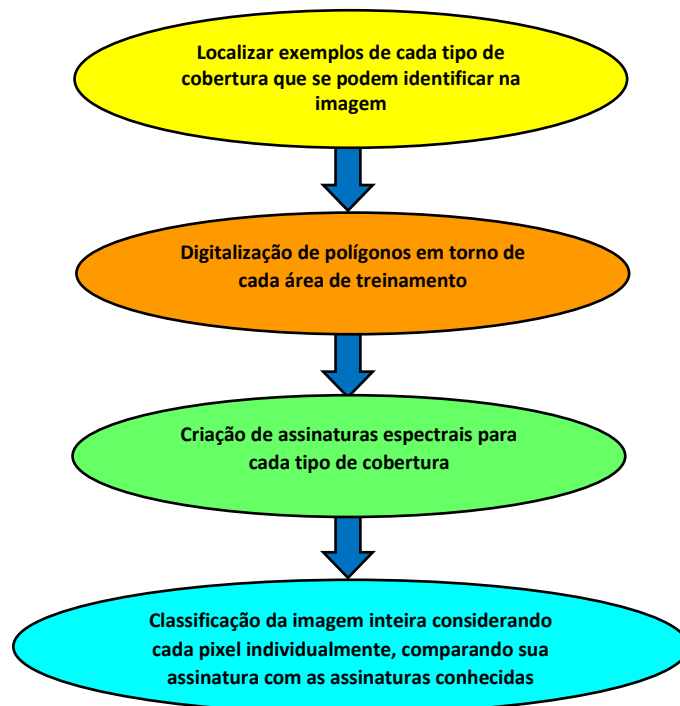 Localizar exemplos de cada tipo de
cobertura que se podem identificar na
imagem
Digitalização de polígonos em torno de
cada área de treinamento
Criação de assinaturas espectrais para
cada tipo de cobertura
Classificação da imagem inteira considerando
cada pixel individualmente, comparando sua
assinatura com as assinaturas conhecidas